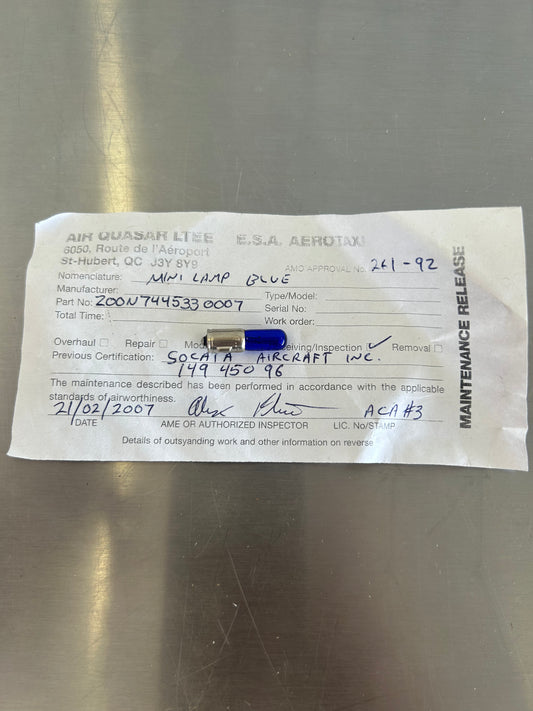 AIR QUASAR LTEE E.S.A. AEROTAXI
6050, Route de l'Aéroport
St-Hubert, QC J3Y 8Y9
AMO APPROVAL No. 261-92
Nomenclature: MINI LAMP BLUE
Manufacturer: Type/Model:
Part No: ZOON7445330007 Serial No:
Total Time: Work order:
Overhaul Repair eiving/Inspection ✓ Removal
Previous Certification: SOCATA AIRCRAFT INC.
149 450 96
The maintenance described has been performed in accordance with the applicable
standards of airworthiness.
21/02/2007 ACA#3
DATE AME OR AUTHORIZED INSPECTOR LIC. No/STAMP
Details of outsyanding work and other information on reverse
MAINTENANCE RELEASE